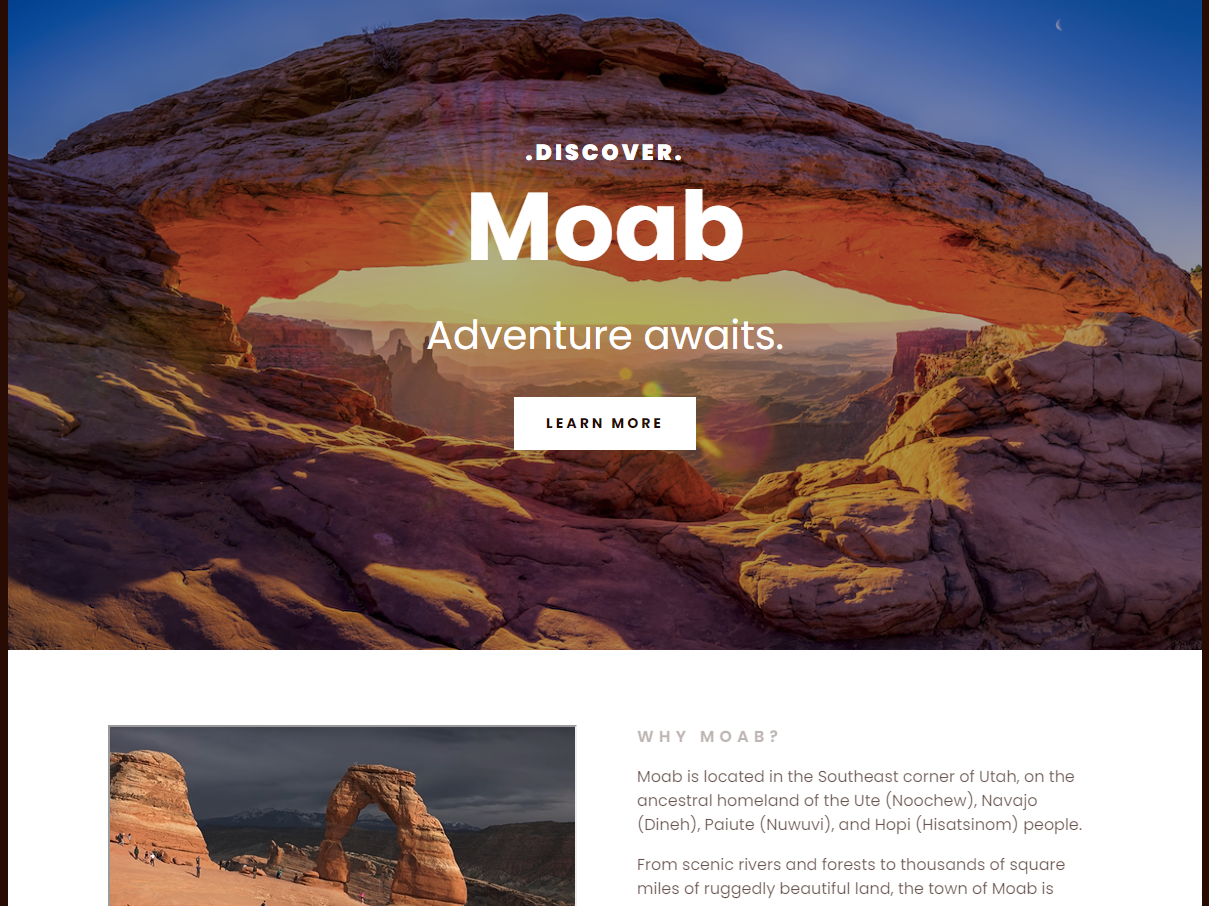 .DISCOVER.
Moab
Adventure awaits.
LEARN MORE
WHY MOAB?
Moab is located in the Southeast corner of Utah, on the
ancestral homeland of the Ute (Noochew), Navajo
(Dineh), Paiute (Nuwuvi), and Hopi (Hisatsinom) people.
From scenic rivers and forests to thousands of square
miles of ruggedly beautiful land, the town of Moab is